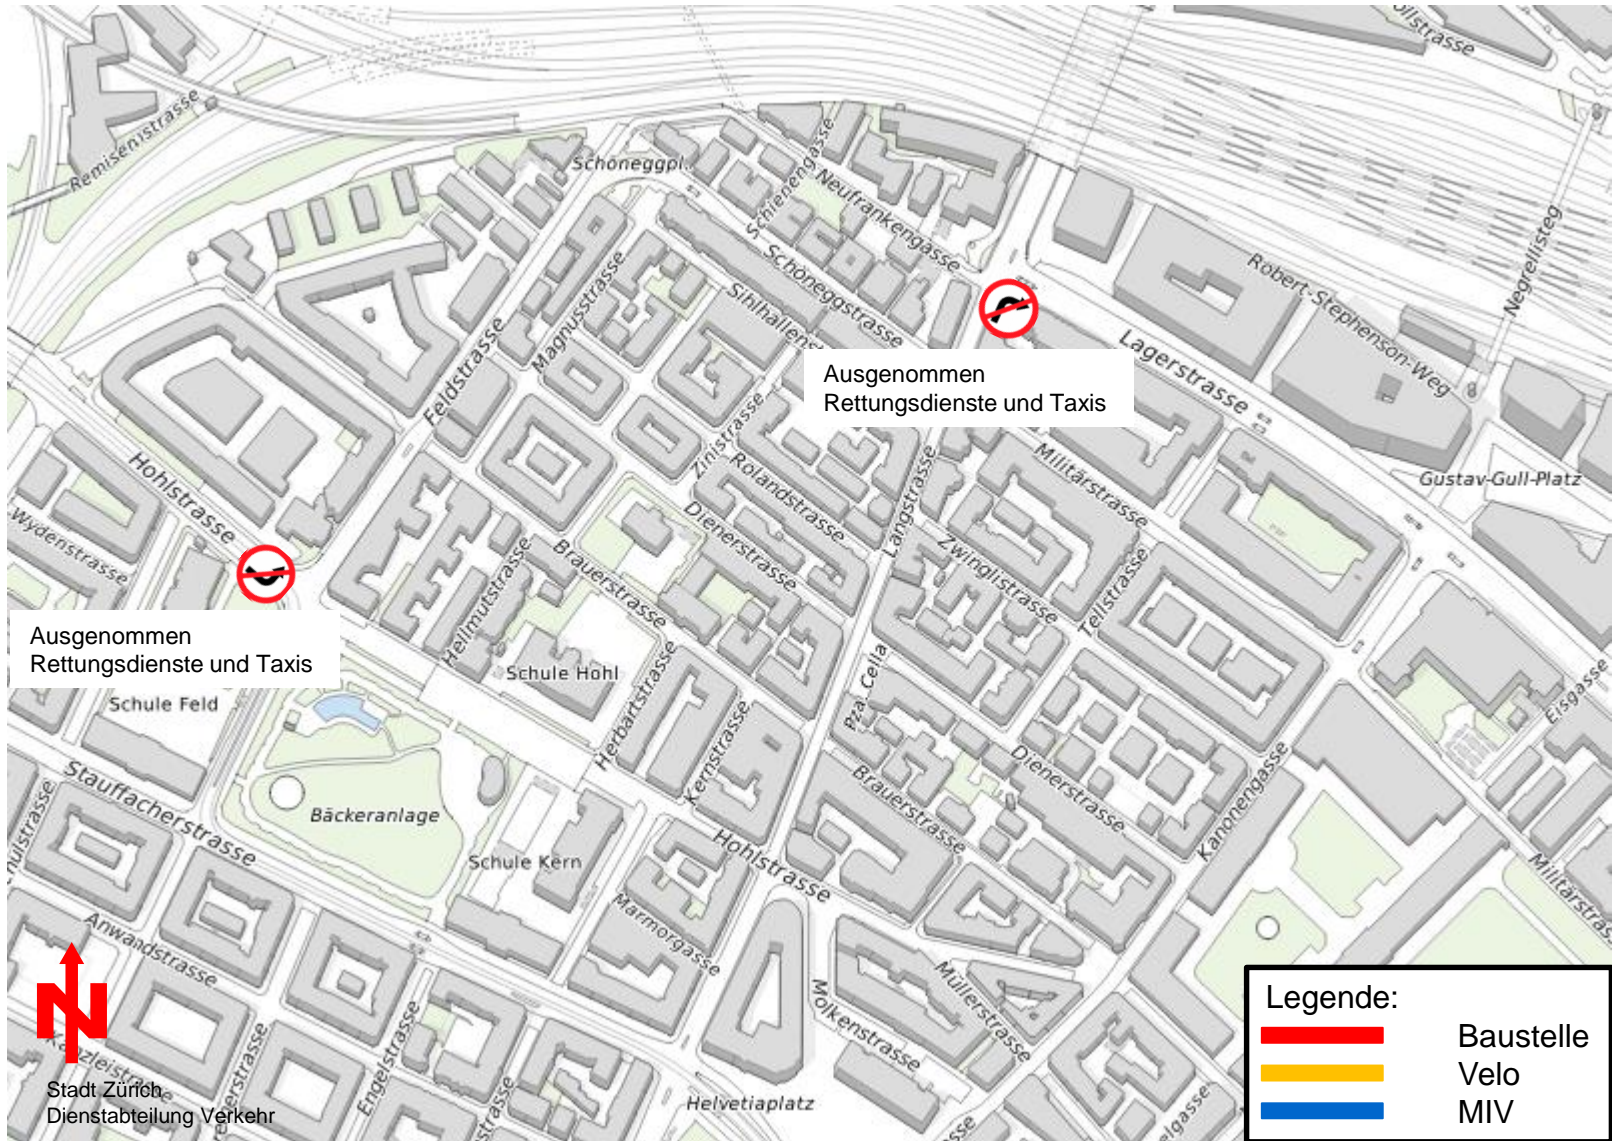 Remisenstrasse
Schöneggpl.
Schienengasse
Neufrankengasse
Robert-Stephenson-Weg
Negrellisteg
Magnusstrasse
Schöneggstrasse
Feldstrasse
Lagerstrasse
Ausgenommen
Rettungsdienste und Taxis
Hohlstrasse
Zinistrasse
Rolandstrasse
Langstrasse
Militärstrasse
Gustav-Gull-Platz
Wydenstrasse
Dienerstrasse
Zwinglistrasse
Brauerstrasse
Hellmutstrasse
Tellstrasse
Ausgenommen
Rettungsdienste und Taxis
Schule Hohl
Schule Feld
Herbartstrasse
Pza. Cella
Eisgasse
Kernstrasse
Dienerstrasse
Stauffacherstrasse
Brauerstrasse
Kanonengasse
Bäckeranlage
Schule Kern
Hohlstrasse
Militärstrass
Marmorgasse
Anwandstrasse
Müllerstrasse
Molkenstrasse
Engelstrasse
Kanzleistrasse
Helvetiaplatz
N
Stadt Zürich
Dienstabteilung Verkehr
Legende:
Baustelle
Velo
MIV